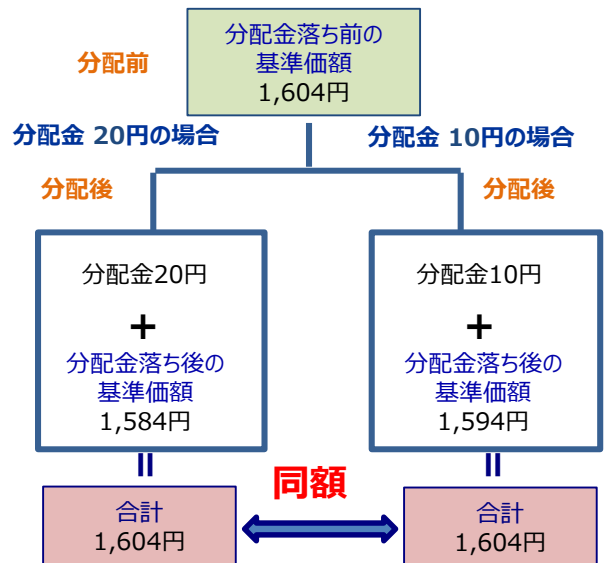 分配金落ち前の
基準価額
1,604円
分配前
分配金 20円の場合
分配金 10円の場合
分配後
分配後
分配金20円
+
分配金落ち後の
基準価額
1,584円
分配金10円
+
分配金落ち後の
基準価額
1,594円
=
=
同額
合計
1,604円
合計
1,604円